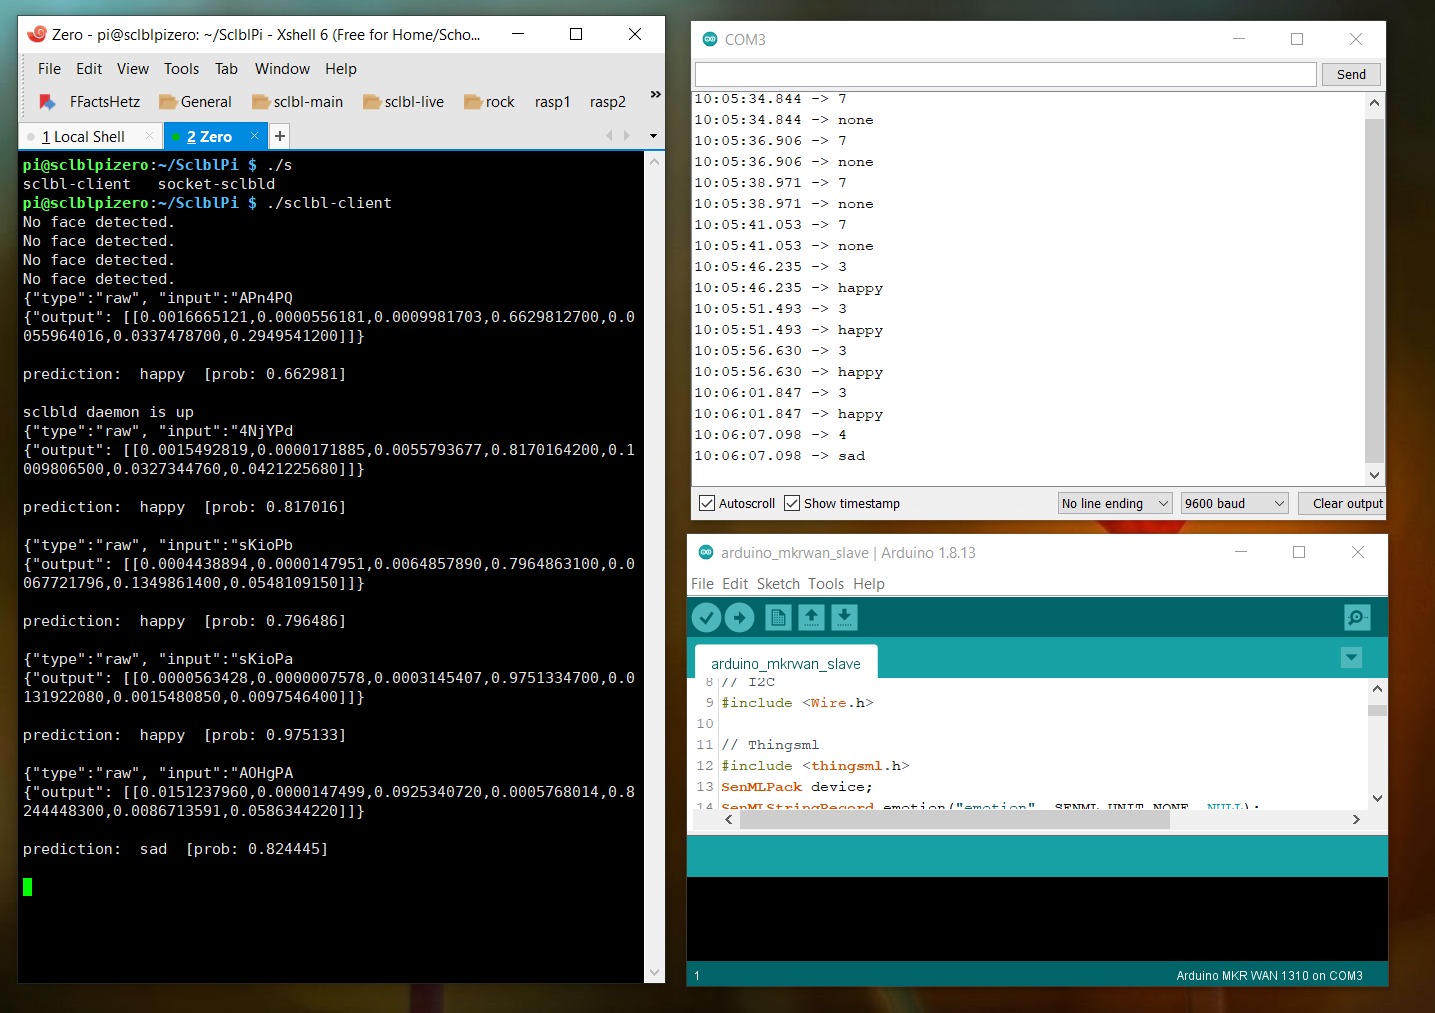 Zero - pi@sclblpizero: ~/SclblPi - Xshell 6 (Free for Home/Scho...
File Edit View Tools Tab Window Help
FFactsHetz General sclbl-main sclbl-live rock rasp1 rasp2 »
1 Local Shell × 2 Zero × +
pi@sclblpizero:~/SclblPi $ ./s
sclbl-client socket-sclbld
pi@sclblpizero:~/SclblPi $ ./sclbl-client
No face detected.
No face detected.
No face detected.
No face detected.
{"type":"raw", "input":"APn4PQ
{"output": [[0.0016665121,0.0000556181,0.0009981703,0.6629812700,0.0
055964016,0.0337478700,0.2949541200]]}
prediction: happy [prob: 0.662981]
sclbld daemon is up
{"type":"raw", "input":"4NjYPd
{"output": [[0.0015492819,0.0000171885,0.0055793677,0.8170164200,0.1
009806500,0.0327344760,0.0421225680]]}
prediction: happy [prob: 0.817016]
{"type":"raw", "input":"sKioPb
{"output": [[0.0004438894,0.0000147951,0.0064857890,0.7964863100,0.0
067721796,0.1349861400,0.0548109150]]}
prediction: happy [prob: 0.796486]
{"type":"raw", "input":"sKioPa
{"output": [[0.0000563428,0.0000007578,0.0003145407,0.9751334700,0.0
131922080,0.0015480850,0.0097546400]]}
prediction: happy [prob: 0.975133]
{"type":"raw", "input":"AOHgPA
{"output": [[0.0151237960,0.0000147499,0.0925340720,0.0005768014,0.8
244448300,0.0086713591,0.0586344220]]}
prediction: sad [prob: 0.824445]
COM3
Send
10:05:34.844 -> 7
10:05:34.844 -> none
10:05:36.906 -> 7
10:05:36.906 -> none
10:05:38.971 -> 7
10:05:38.971 -> none
10:05:41.053 -> 7
10:05:41.053 -> none
10:05:46.235 -> 3
10:05:46.235 -> happy
10:05:51.493 -> 3
10:05:51.493 -> happy
10:05:56.630 -> 3
10:05:56.630 -> happy
10:06:01.847 -> 3
10:06:01.847 -> happy
10:06:07.098 -> 4
10:06:07.098 -> sad
Autoscroll Show timestamp No line ending 9600 baud Clear output
arduino_mkrwan_slave | Arduino 1.8.13
File Edit Sketch Tools Help
arduino_mkrwan_slave
8 // I2C
9 #include <Wire.h>
10
11 // Thingsml
12 #include <thingsml.h>
13 SenMLPack device;
14 SenMLStringRecord emotion("emotion", SENML_UNIT_NONE, NULL);
1 Arduino MKR WAN 1310 on COM3